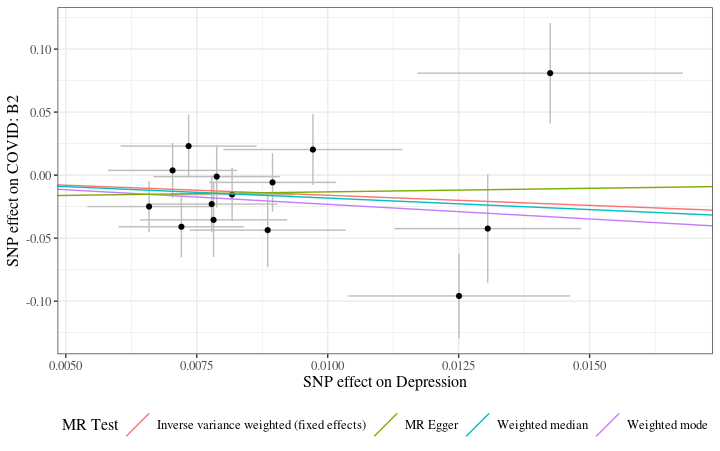 SNP effect on COVID: B2
0.10
0.05
0.00
-0.05
-0.10
0.0050 0.0075 0.0100 0.0125 0.0150
SNP effect on Depression
MR Test Inverse variance weighted (fixed effects) MR Egger Weighted median Weighted mode